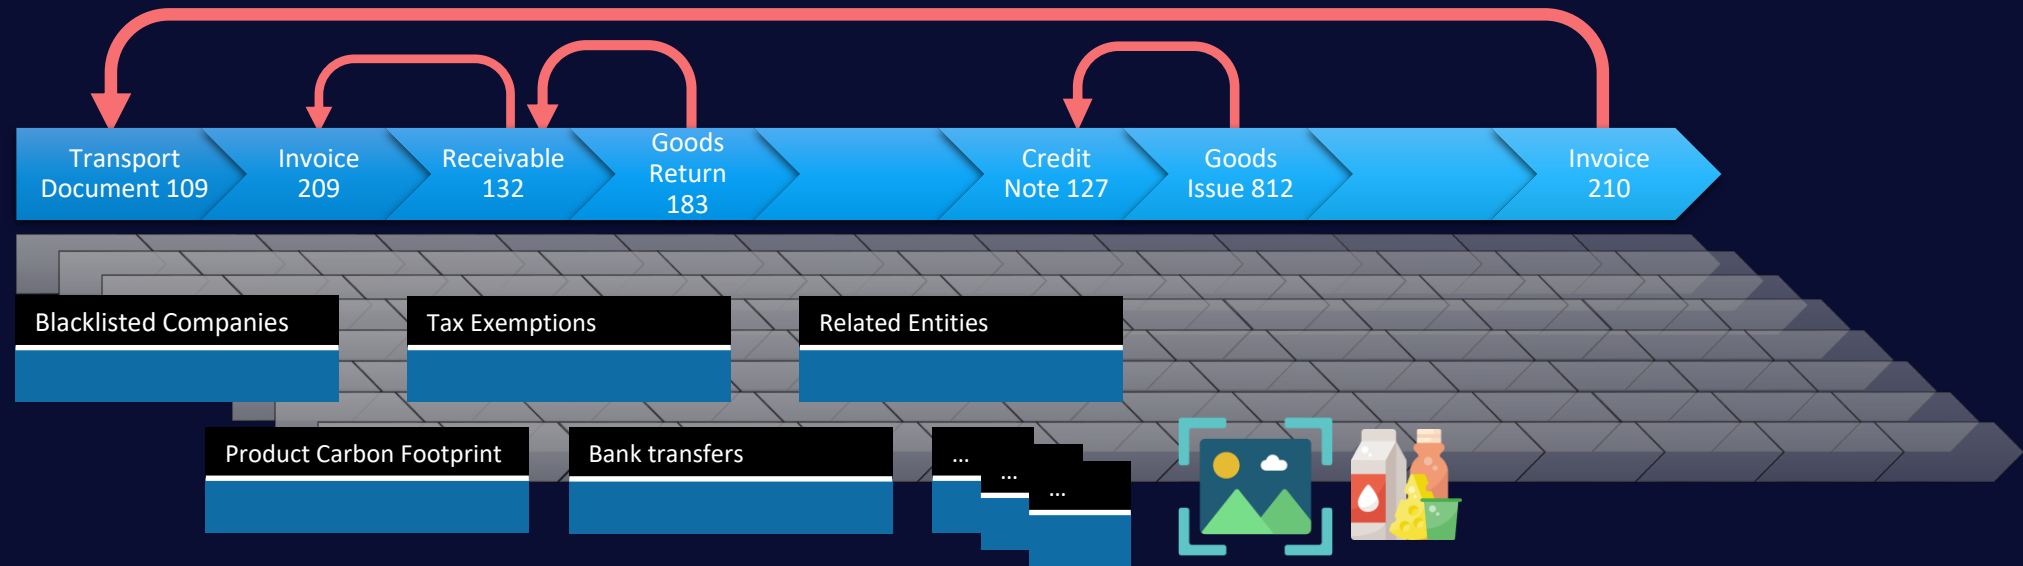 Transport
Document 109
Invoice
209
Receivable
132
Goods
Return
183
Credit
Note 127
Goods
Issue 812
Invoice
210
Blacklisted Companies
Tax Exemptions
Related Entities
Product Carbon Footprint
Bank transfers
...
...
...